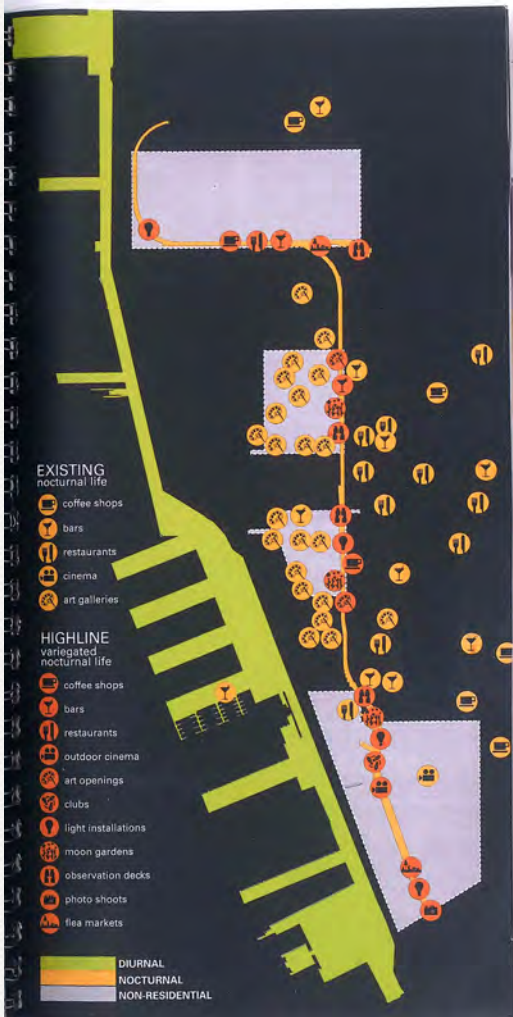 EXISTING
nocturnal life
coffee shops
bars
restaurants
cinema
art galleries
HIGHLINE
variegated
nocturnal life
coffee shops
bars
restaurants
outdoor cinema
art openings
clubs
light installations
moon gardens
observation decks
photo shoots
flea markets
DIURNAL
NOCTURNAL
NON-RESIDENTIAL